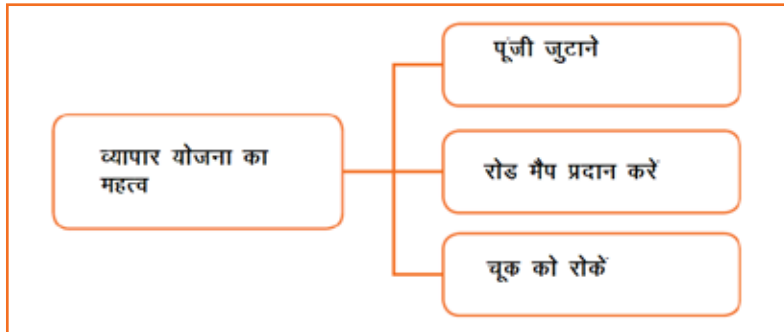 व्यापार योजना का
महत्व
पूंजी जुटाने
रोड मैप प्रदान करें
चूक को रोकें